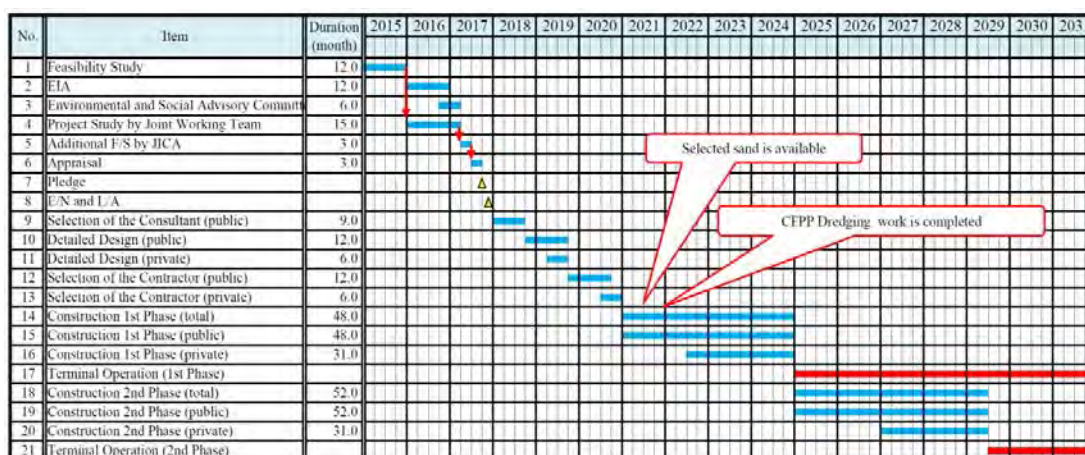 No. Item Duration (month) 2015 2016 2017 2018 2019 2020 2021 2022 2023 2024 2025 2026 2027 2028 2029 2030 203
1 Feasibility Study 12.0
2 EIA 12.0
3 Environmental and Social Advisory Committ 6.0
4 Project Study by Joint Working Team 15.0
5 Additional F/S by JICA 3.0
6 Appraisal 3.0
7 Pledge
8 E/N and L/A
9 Selection of the Consultant (public) 9.0
10 Detailed Design (public) 12.0
11 Detailed Design (private) 6.0
12 Selection of the Contractor (public) 12.0
13 Selection of the Contractor (private) 6.0
14 Construction 1st Phase (total) 48.0
15 Construction 1st Phase (public) 48.0
16 Construction 1st Phase (private) 31.0
17 Terminal Operation (1st Phase)
18 Construction 2nd Phase (total) 52.0
19 Construction 2nd Phase (public) 52.0
20 Construction 2nd Phase (private) 31.0
21 Terminal Operation (2nd Phase)
Selected sand is available
CFPP Dredging work is completed